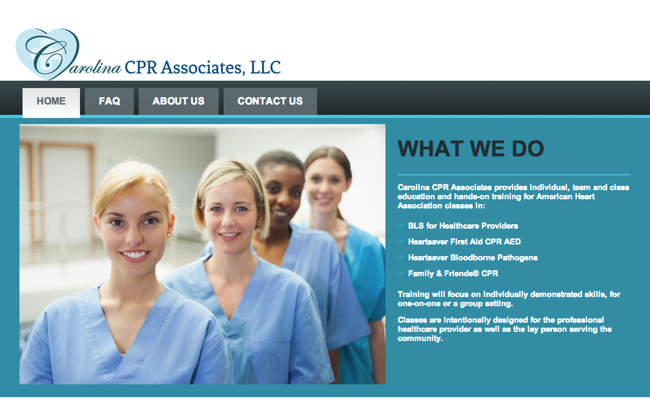 Carolina CPR Associates, LLC
HOME FAQ ABOUT US CONTACT US
WHAT WE DO
Carolina CPR Associates provides individual, team and class
education and hands-on training for American Heart
Association classes in:
BLS for Healthcare Providers
Heartsaver First Aid CPR AED
Heartsaver Bloodborne Pathogens
Family & Friends® CPR
Training will focus on individually demonstrated skills, for
one-on-one or a group setting.
Classes are intentionally designed for the professional
healthcare provider as well as the lay person serving the
community.